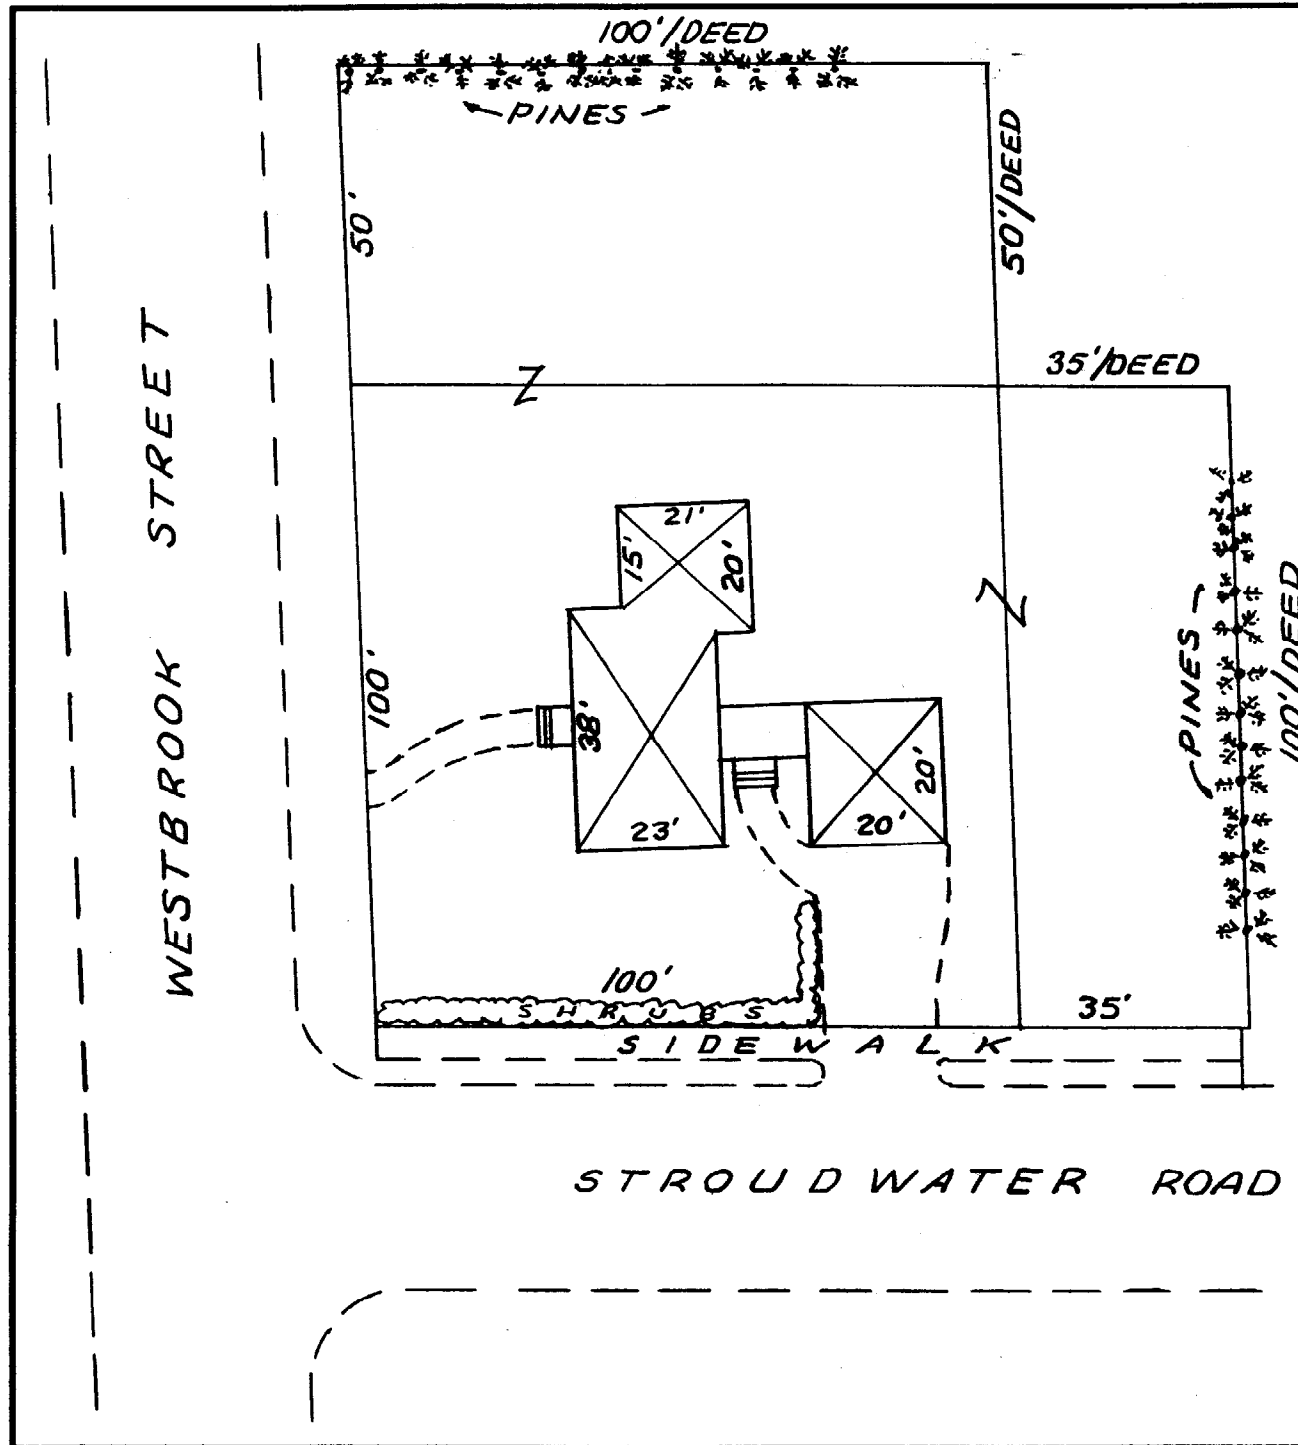 100'/DEED
PINES
50'
50'/DEED
WESTBROOK STREET
35'/DEED
Z
21'
15'
20'
Z
PINES
100'/DEED
100'
38'
23'
20'
20'
100'
SHRUBS
35'
SIDEWALK
STROUDWATER ROAD